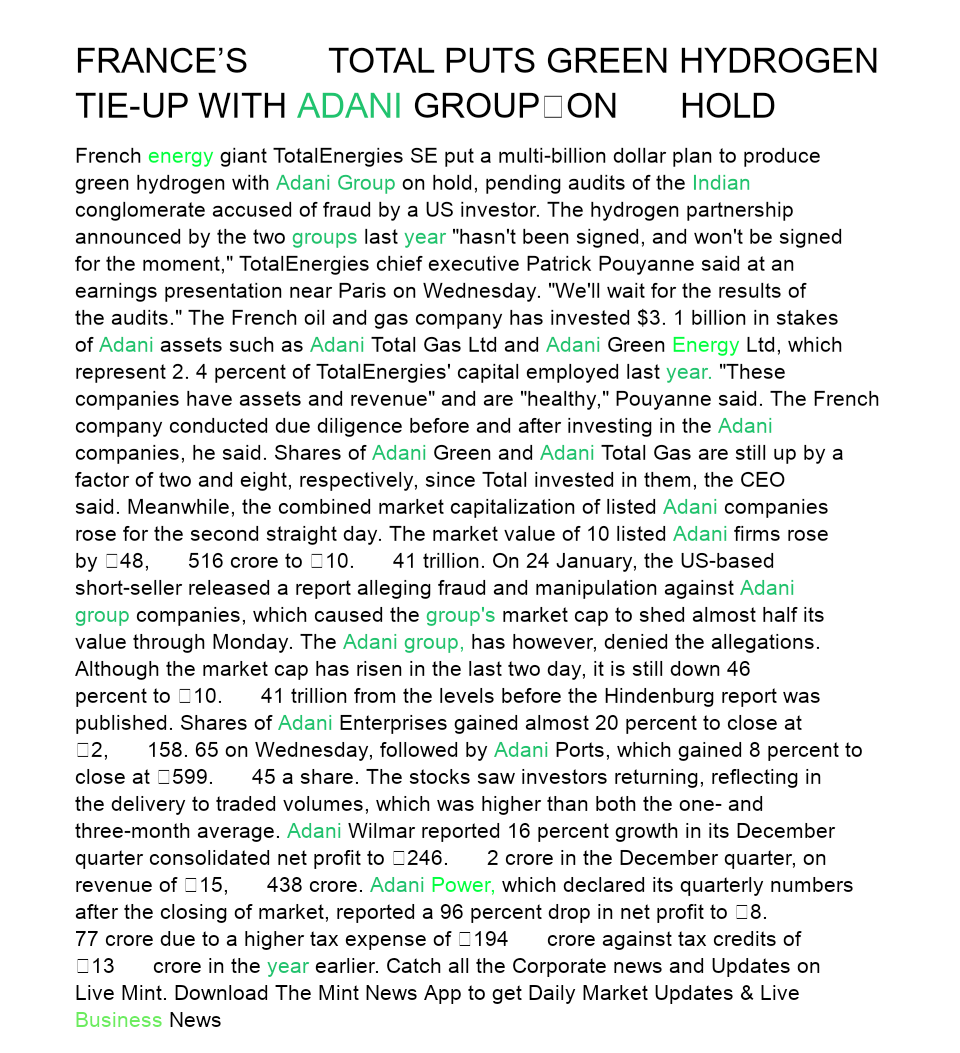 FRANCE’S TOTAL PUTS GREEN HYDROGEN
TIE-UP WITH ADANI GROUP□ON HOLD
French energy giant TotalEnergies SE put a multi-billion dollar plan to produce
green hydrogen with Adani Group on hold, pending audits of the Indian
conglomerate accused of fraud by a US investor. The hydrogen partnership
announced by the two groups last year "hasn't been signed, and won't be signed
for the moment," TotalEnergies chief executive Patrick Pouyanne said at an
earnings presentation near Paris on Wednesday. "We'll wait for the results of
the audits." The French oil and gas company has invested $3. 1 billion in stakes
of Adani assets such as Adani Total Gas Ltd and Adani Green Energy Ltd, which
represent 2. 4 percent of TotalEnergies' capital employed last year. "These
companies have assets and revenue" and are "healthy," Pouyanne said. The French
company conducted due diligence before and after investing in the Adani
companies, he said. Shares of Adani Green and Adani Total Gas are still up by a
factor of two and eight, respectively, since Total invested in them, the CEO
said. Meanwhile, the combined market capitalization of listed Adani companies
rose for the second straight day. The market value of 10 listed Adani firms rose
by □48, 516 crore to □10. 41 trillion. On 24 January, the US-based
short-seller released a report alleging fraud and manipulation against Adani
group companies, which caused the group's market cap to shed almost half its
value through Monday. The Adani group, has however, denied the allegations.
Although the market cap has risen in the last two day, it is still down 46
percent to □10. 41 trillion from the levels before the Hindenburg report was
published. Shares of Adani Enterprises gained almost 20 percent to close at
□2, 158. 65 on Wednesday, followed by Adani Ports, which gained 8 percent to
close at □599. 45 a share. The stocks saw investors returning, reflecting in
the delivery to traded volumes, which was higher than both the one- and
three-month average. Adani Wilmar reported 16 percent growth in its December
quarter consolidated net profit to □246. 2 crore in the December quarter, on
revenue of □15, 438 crore. Adani Power, which declared its quarterly numbers
after the closing of market, reported a 96 percent drop in net profit to □8.
77 crore due to a higher tax expense of □194 crore against tax credits of
□13 crore in the year earlier. Catch all the Corporate news and Updates on
Live Mint. Download The Mint News App to get Daily Market Updates & Live
Business News